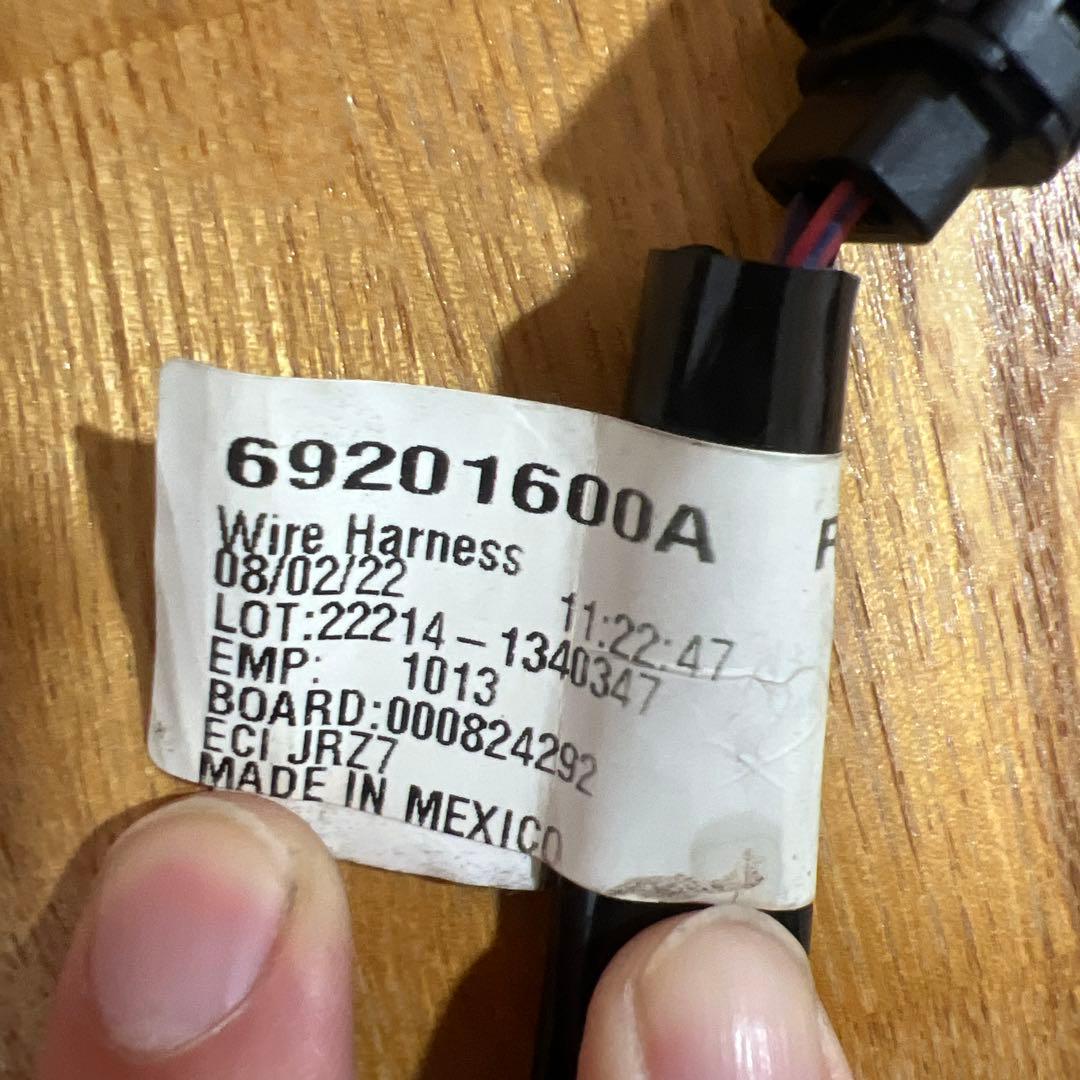 69201600A
Wire Harness
08/02/22 11:22:47
LOT:22214-1340347
EMP: 1013
BOARD:000824292
ECI JRZ7
MADE IN MEXICO